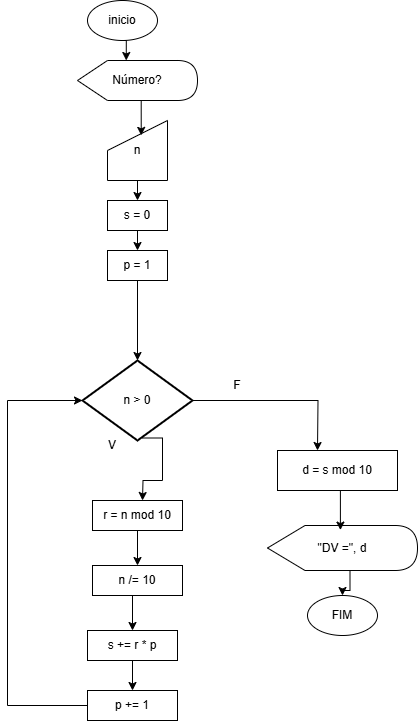 inicio
Número?
n
s = 0
p = 1
n > 0
F
V
d = s mod 10
r = n mod 10
"DV =", d
n /= 10
FIM
s += r * p
p += 1